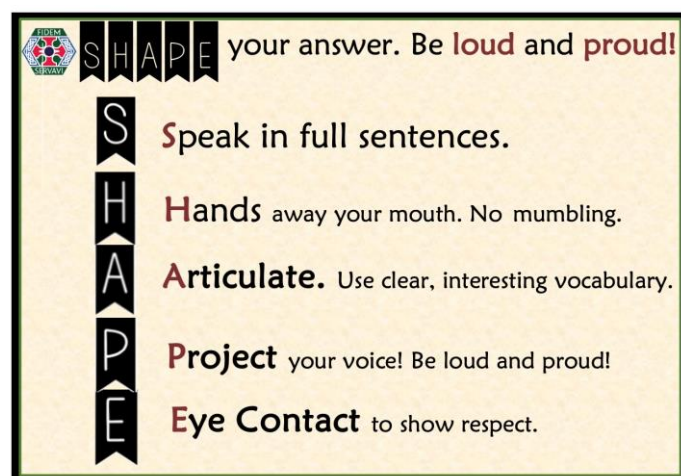 FIDEM
SERVAVI
SHAPE your answer. Be loud and proud!
S Speak in full sentences.
H Hands away your mouth. No mumbling.
A Articulate. Use clear, interesting vocabulary.
P Project your voice! Be loud and proud!
E Eye Contact to show respect.